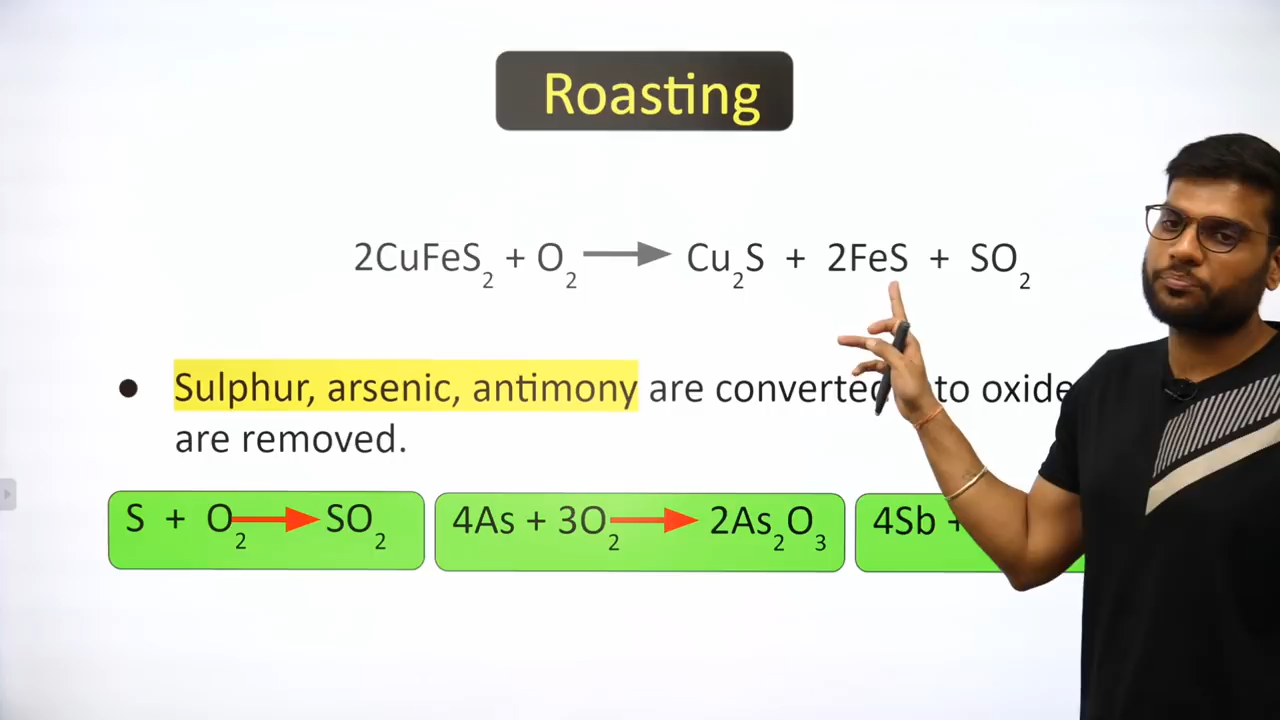 Roasting
2CuFeS₂ + O₂ → Cu₂S + 2FeS + SO₂
● Sulphur, arsenic, antimony are converted to oxide
are removed.
S + O₂ → SO₂ 4As + 3O₂ → 2As₂O₃ 4Sb +